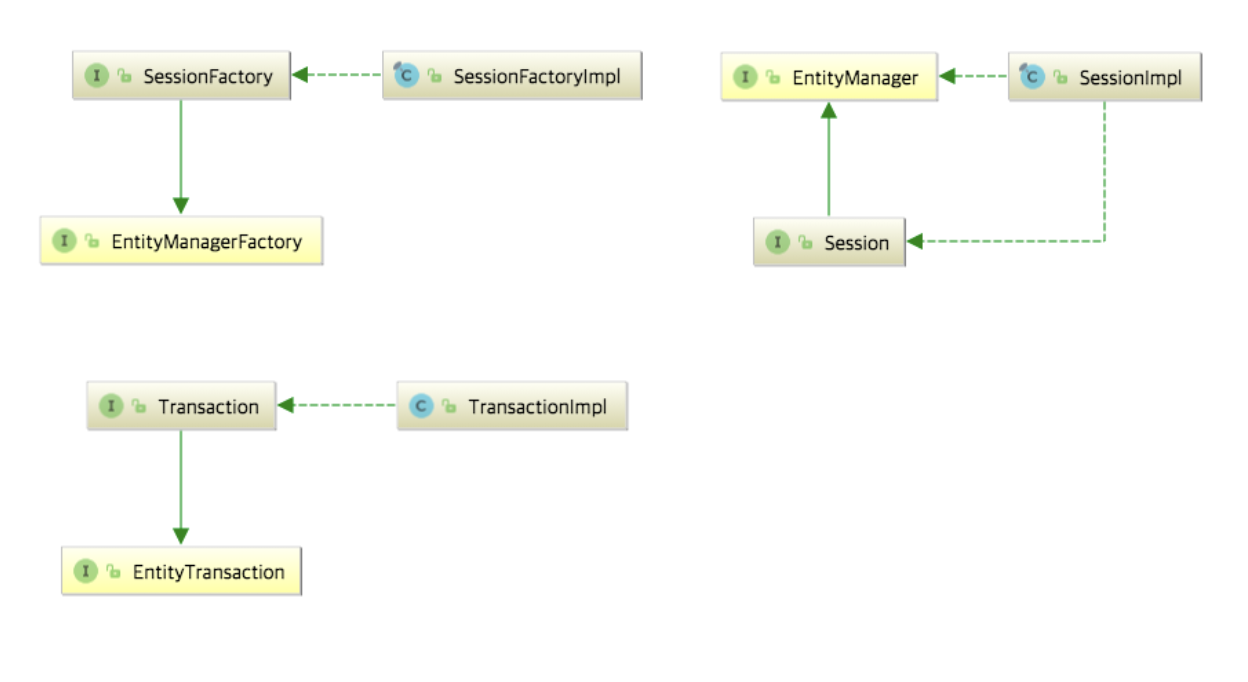 I SessionFactory
C SessionFactoryImpl
I EntityManager
C SessionImpl
I EntityManagerFactory
I Session
I Transaction
C TransactionImpl
I EntityTransaction